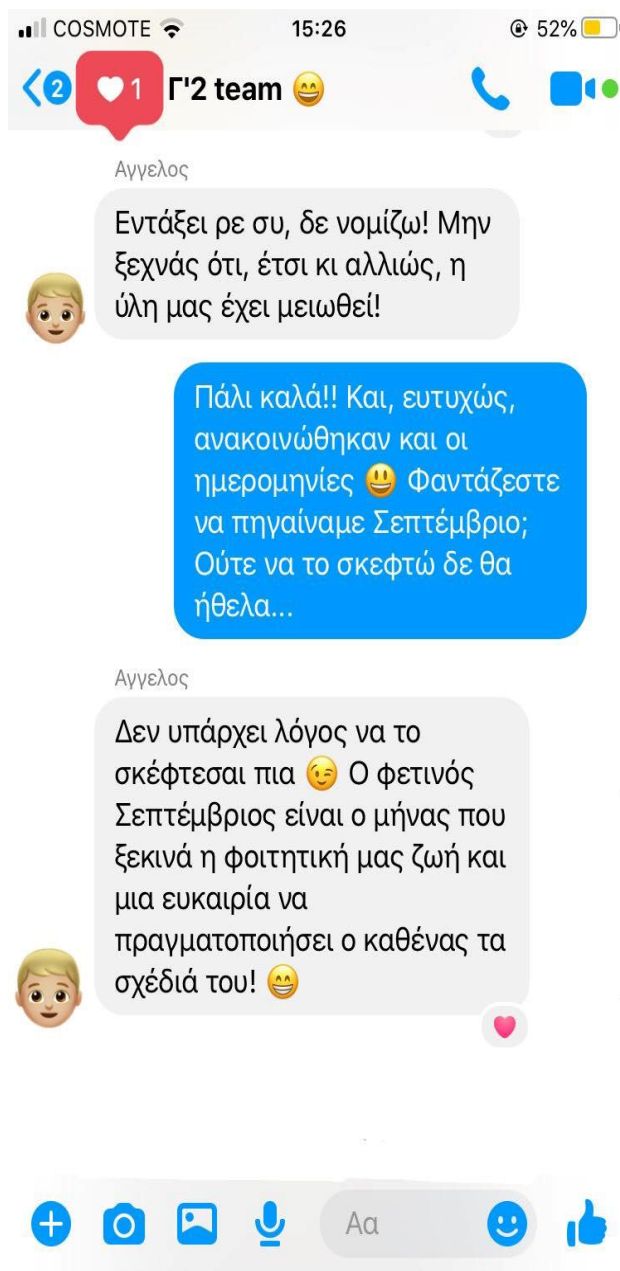 COSMOTE 15:26 52%
2 1 Γ'2 team 😄
Αγγελος
Εντάξει ρε συ, δε νομίζω! Μην
ξεχνάς ότι, έτσι κι αλλιώς, η
ύλη μας έχει μειωθεί!
Πάλι καλά!! Και, ευτυχώς,
ανακοινώθηκαν και οι
ημερομηνίες 😃 Φαντάζεστε
να πηγαίναμε Σεπτέμβριο;
Ούτε να το σκεφτώ δε θα
ήθελα...
Αγγελος
Δεν υπάρχει λόγος να το
σκέφτεσαι πια 😉 Ο φετινός
Σεπτέμβριος είναι ο μήνας που
ξεκινά η φοιτητική μας ζωή και
μια ευκαιρία να
πραγματοποιήσει ο καθένας τα
σχέδιά του! 😁
Αα